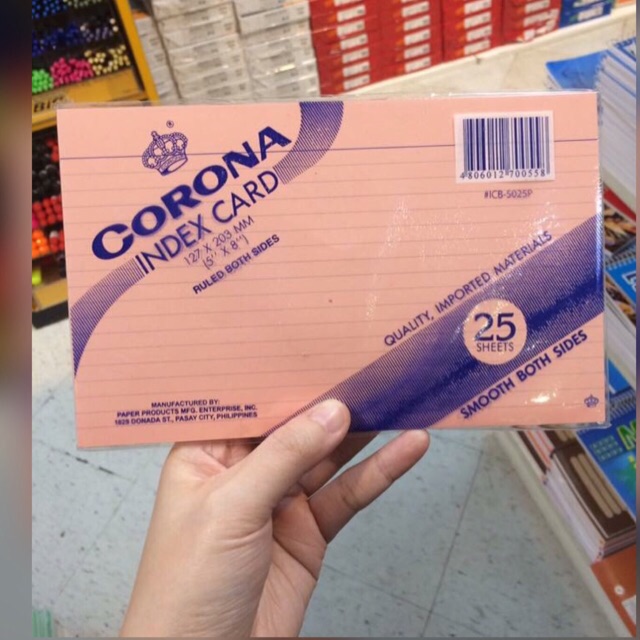 ®
CORONA
INDEX CARD
127 X 203 MM
(5" X 8")
RULED BOTH SIDES
4 806012 700558
#ICB-5025P
QUALITY, IMPORTED MATERIALS
25
SHEETS
SMOOTH BOTH SIDES
MANUFACTURED BY:
PAPER PRODUCTS MFG. ENTERPRISE, INC.
1928 DONADA ST., PASAY CITY, PHILIPPINES